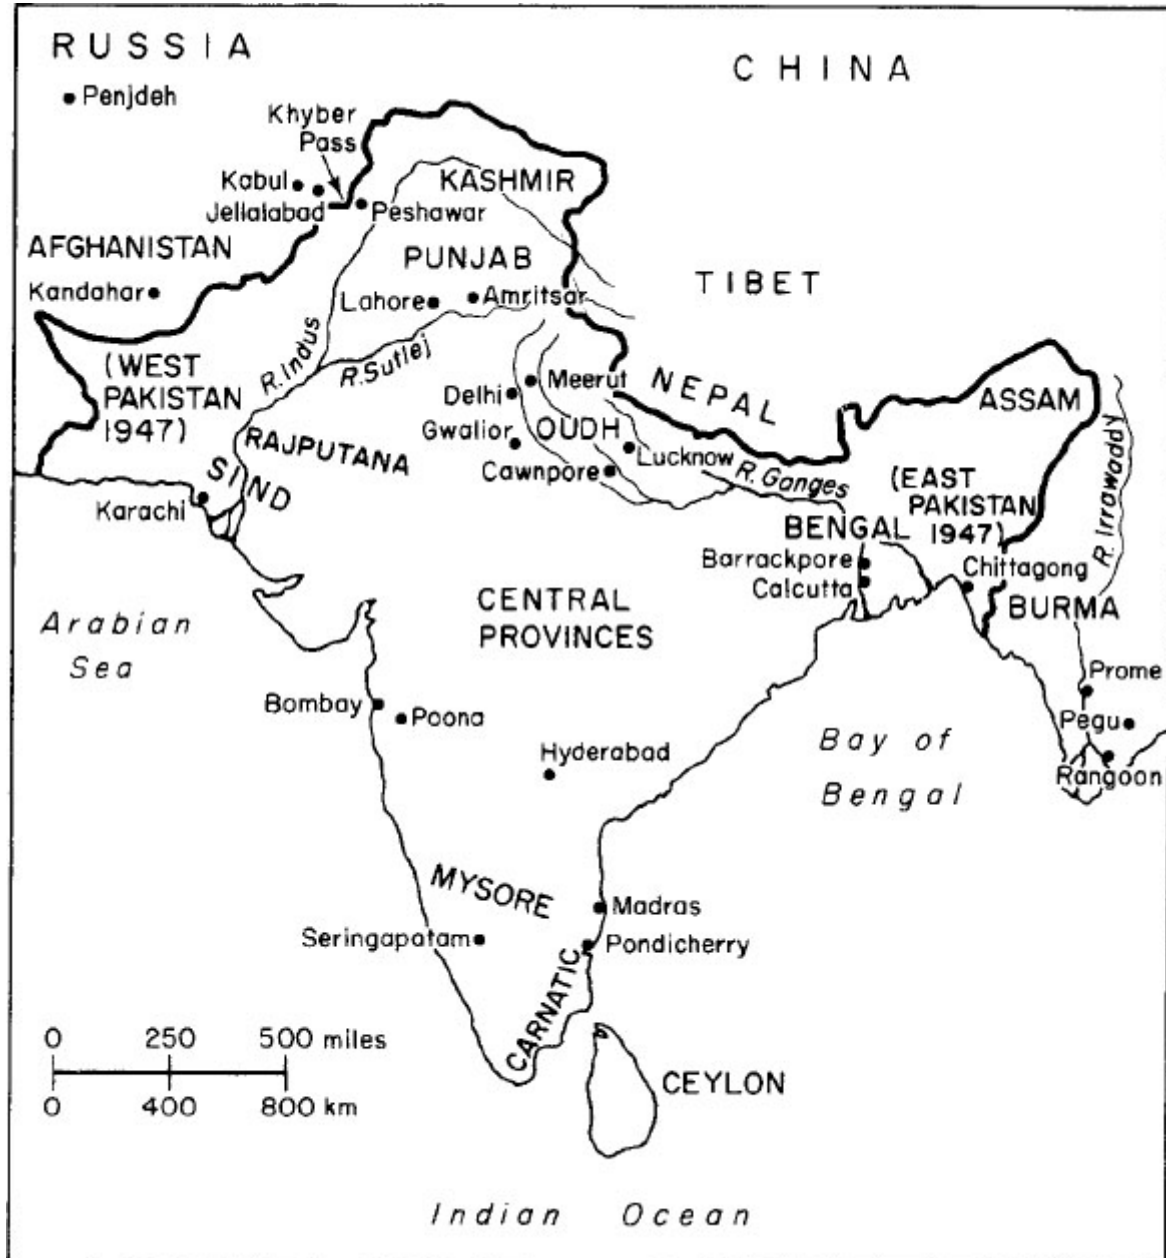 RUSSIA
CHINA
Penjdeh
Khyber
Pass
Kabul
Jellalabad
Peshawar
KASHMIR
AFGHANISTAN
PUNJAB
TIBET
Kandahar
Lahore
Amritsar
R. Indus
R. Sutlej
(WEST
PAKISTAN
1947)
Delhi
Meerut
NEPAL
ASSAM
Gwalior
OUDH
Lucknow
Cawnpore
RAJPUTANA
SIND
R. Ganges
(EAST
PAKISTAN
1947)
R. Irrawaddy
Karachi
BENGAL
Barrackpore
Calcutta
Chittagong
BURMA
Arabian
Sea
CENTRAL
PROVINCES
Prome
Bombay
Poona
Pegu
Hyderabad
Bay of
Bengal
Rangoon
MYSORE
Madras
Seringapatam
Pondicherry
CARNATIC
0 250 500 miles
0 400 800 km
CEYLON
Indian Ocean